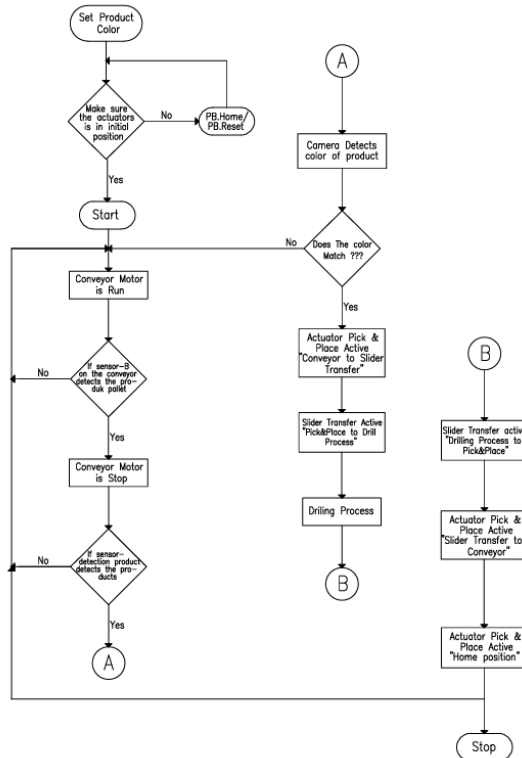 Set Product
Color
Make sure
the actuators
is in initial
position
No
PB.Home/
PB.Reset
Yes
Start
Conveyor Motor
is Run
If sensor-B
on the conveyor
detects the pro-
duk pallet
No
Yes
Conveyor Motor
is Stop
If sensor-
detection product
detects the pro-
ducts
No
Yes
A
A
Camera Detects
color of product
Does The color
Match ???
No
Yes
Actuator Pick &
Place Active
"Conveyor to Slider
Transfer"
Slider Transfer Active
"Pick&Place to Drill
Process"
Driling Process
B
B
Slider Transfer active
"Drilling Process to
Pick&Place"
Actuator Pick &
Place Active
"Slider Transfer to
Conveyor"
Actuator Pick &
Place Active
"Home position"
Stop